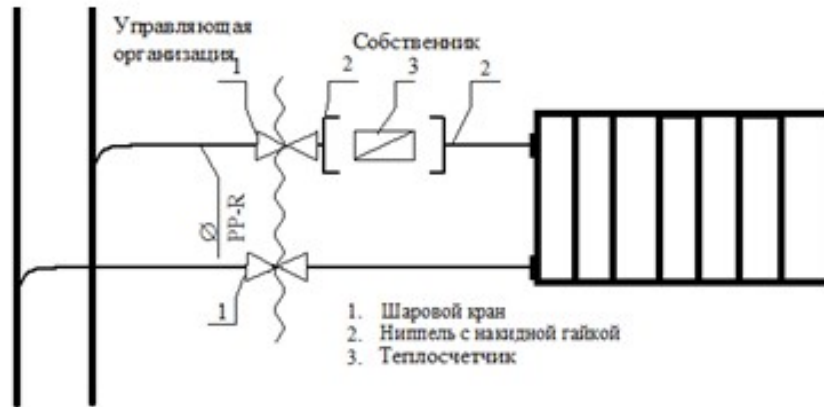 Управляющая
организация
Собственник
1
2
3
2
Ø
PP-R
1
1. Шаровой кран
2. Ниппель с накидной гайкой
3. Теплосчетчик